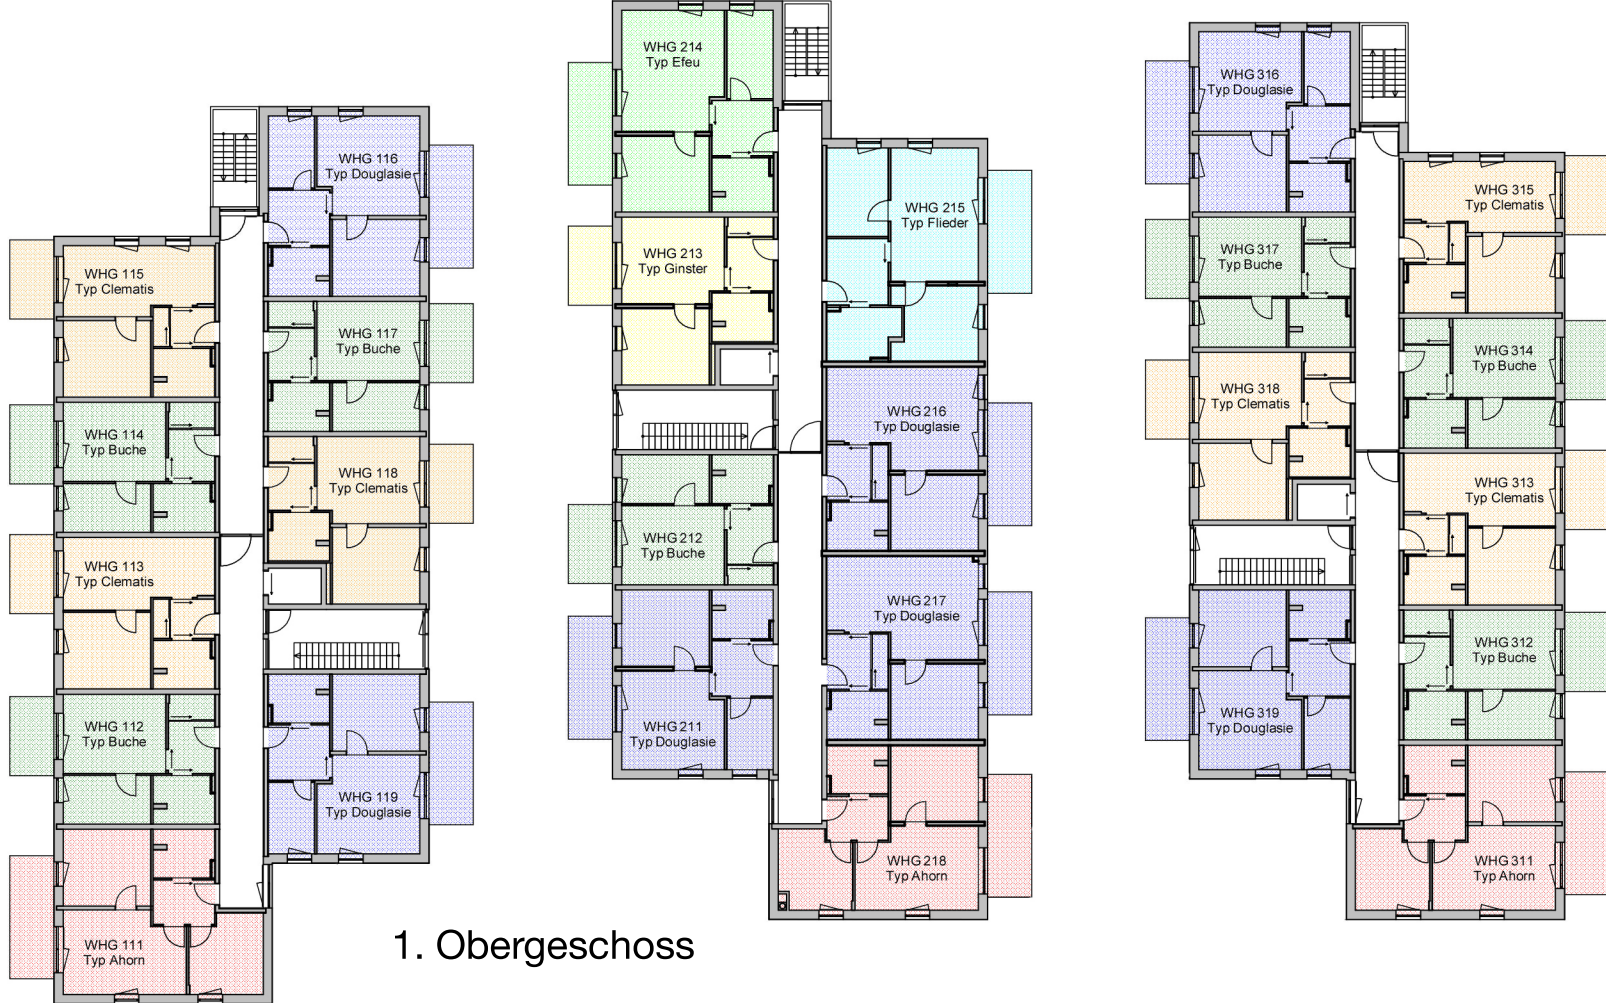 WHG 116
Typ Douglasie
WHG 115
Typ Clematis
WHG 117
Typ Buche
WHG 114
Typ Buche
WHG 118
Typ Clematis
WHG 113
Typ Clematis
WHG 112
Typ Buche
WHG 119
Typ Douglasie
WHG 111
Typ Ahorn
WHG 214
Typ Efeu
WHG 215
Typ Flieder
WHG 213
Typ Ginster
WHG 216
Typ Douglasie
WHG 212
Typ Buche
WHG 217
Typ Douglasie
WHG 211
Typ Douglasie
WHG 218
Typ Ahorn
WHG 316
Typ Douglasie
WHG 315
Typ Clematis
WHG 317
Typ Buche
WHG 314
Typ Buche
WHG 318
Typ Clematis
WHG 313
Typ Clematis
WHG 312
Typ Buche
WHG 319
Typ Douglasie
WHG 311
Typ Ahorn
1. Obergeschoss